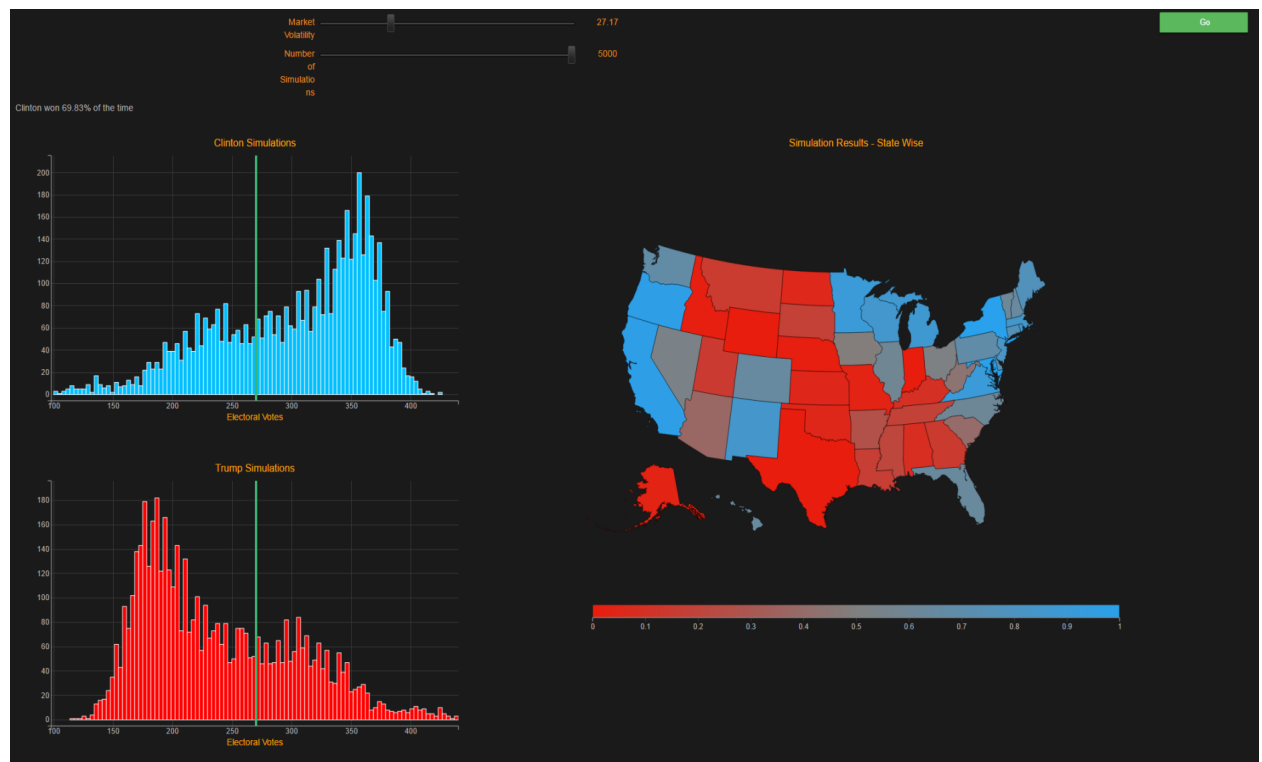 Market
Volatility
27.17
Go
Number
of
Simulatio
ns
5000
Clinton won 69.83% of the time
Clinton Simulations
200
180
160
140
120
100
80
60
40
20
0
100 150 200 250 300 350 400
Electoral Votes
Simulation Results - State Wise
0 0.1 0.2 0.3 0.4 0.5 0.6 0.7 0.8 0.9 1
Trump Simulations
180
160
140
120
100
80
60
40
20
0
100 150 200 250 300 350 400
Electoral Votes